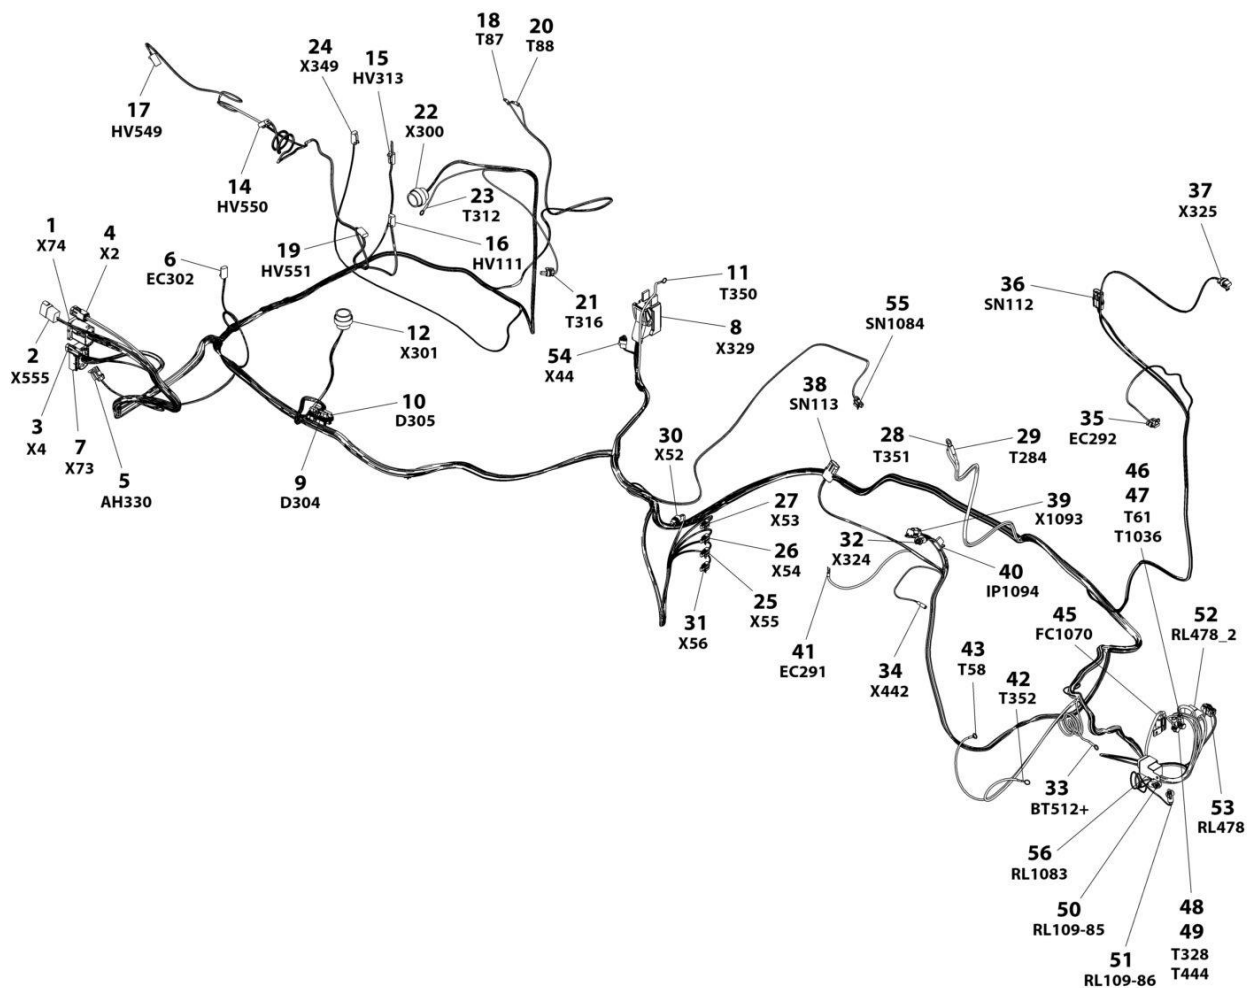 18
T87
20
T88
24
X349
15
HV313
22
X300
17
HV549
14
HV550
23
T312
37
X325
1
X74
4
X2
6
EC302
19
HV551
16
HV111
21
T316
11
T350
36
SN112
2
X555
12
X301
54
X44
8
X329
55
SN1084
3
X4
7
X73
5
AH330
10
D305
9
D304
38
SN113
30
X52
28
T351
29
T284
35
EC292
46
47
T61
T1036
27
X53
26
X54
25
X55
31
X56
32
X324
39
X1093
40
IP1094
41
EC291
34
X442
43
T58
42
T352
45
FC1070
52
RL478_2
33
BT512+
53
RL478
56
RL1083
50
RL109-85
51
RL109-86
48
49
T328
T444